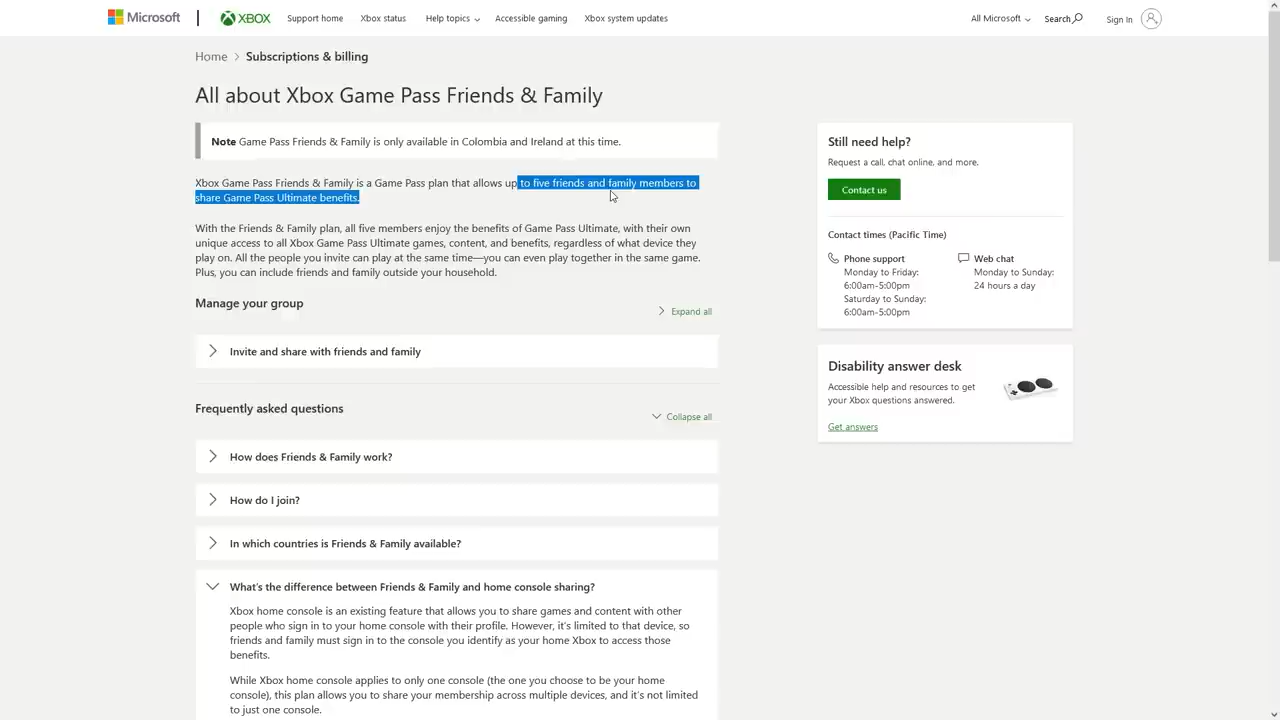 Microsoft
XBOX
Support home
Xbox status
Help topics
Accessible gaming
Xbox system updates
All Microsoft
Search
Sign In
Home
Subscriptions & billing
All about Xbox Game Pass Friends & Family
Note Game Pass Friends & Family is only available in Colombia and Ireland at this time.
Xbox Game Pass Friends & Family is a Game Pass plan that allows up to five friends and family members to
share Game Pass Ultimate benefits.
With the Friends & Family plan, all five members enjoy the benefits of Game Pass Ultimate, with their own
unique access to all Xbox Game Pass Ultimate games, content, and benefits, regardless of what device they
play on. All the people you invite can play at the same time—you can even play together in the same game.
Plus, you can include friends and family outside your household.
Manage your group
Expand all
Invite and share with friends and family
Frequently asked questions
Collapse all
How does Friends & Family work?
How do I join?
In which countries is Friends & Family available?
What's the difference between Friends & Family and home console sharing?
Xbox home console is an existing feature that allows you to share games and content with other
people who sign in to your home console with their profile. However, it's limited to that device, so
friends and family must sign in to the console you identify as your home Xbox to access those
benefits.
While Xbox home console applies to only one console (the one you choose to be your home
console), this plan allows you to share your membership across multiple devices, and it's not limited
to just one console.
Still need help?
Request a call, chat online, and more.
Contact us
Contact times (Pacific Time)
Phone support
Monday to Friday:
6:00am-5:00pm
Saturday to Sunday:
6:00am-5:00pm
Web chat
Monday to Sunday:
24 hours a day
Disability answer desk
Accessible help and resources to get
your Xbox questions answered.
Get answers